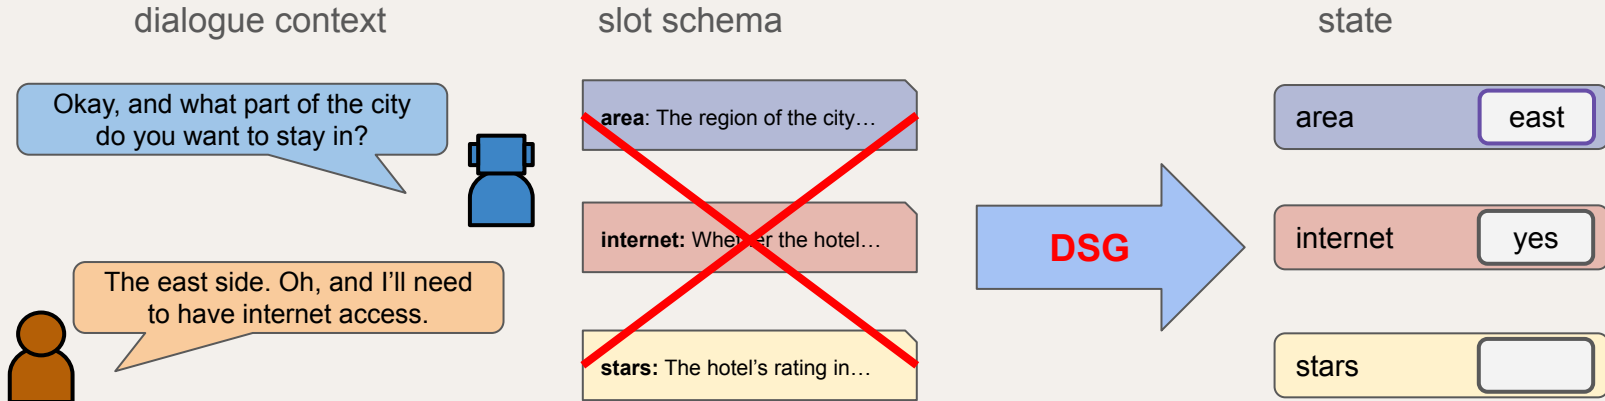 dialogue context
slot schema
state
Okay, and what part of the city
do you want to stay in?
The east side. Oh, and I'll need
to have internet access.
area: The region of the city…
internet: Whether the hotel…
stars: The hotel's rating in…
DSG
area east
internet yes
stars